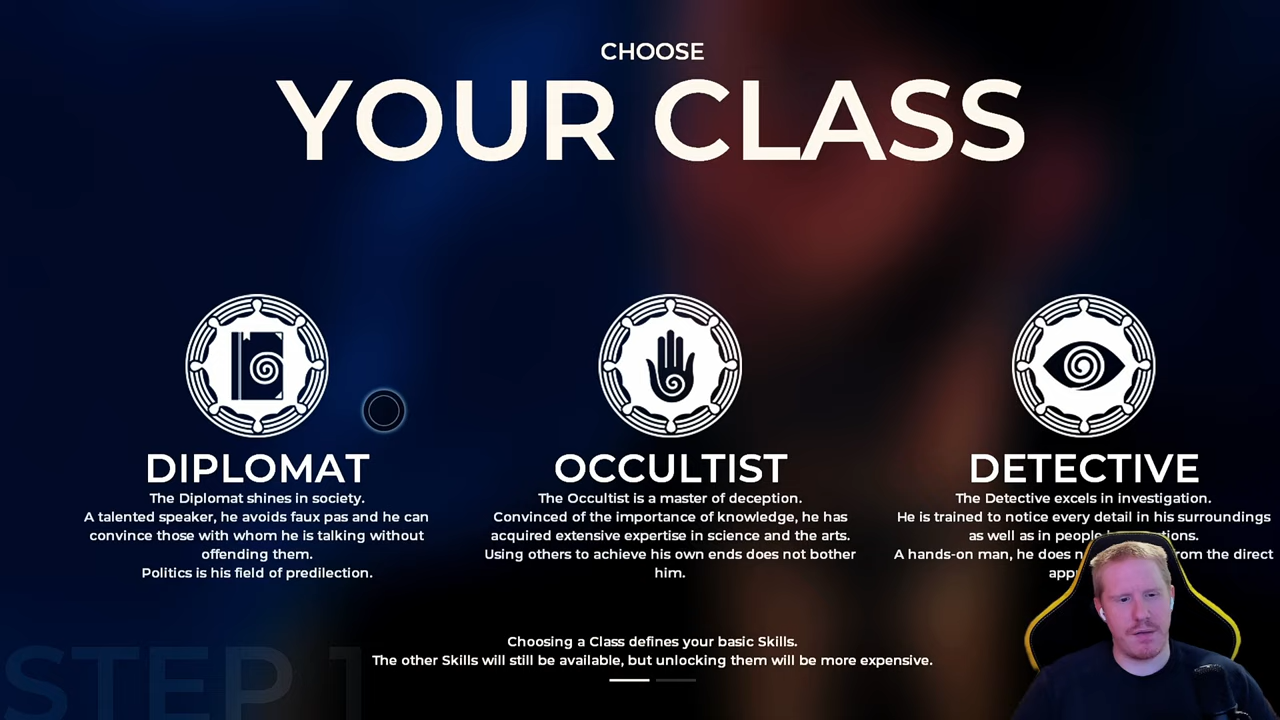 CHOOSE
YOUR CLASS
DIPLOMAT
The Diplomat shines in society.
A talented speaker, he avoids faux pas and he can
convince those with whom he is talking without
offending them.
Politics is his field of predilection.
OCCULTIST
The Occultist is a master of deception.
Convinced of the importance of knowledge, he has
acquired extensive expertise in science and the arts.
Using others to achieve his own ends does not bother
him.
DETECTIVE
The Detective excels in investigation.
He is trained to notice every detail in his surroundings
as well as in people
A hands-on man, he does from the direct
Choosing a Class defines your basic Skills.
The other Skills will still be available, but unlocking them will be more expensive.
STEP 1